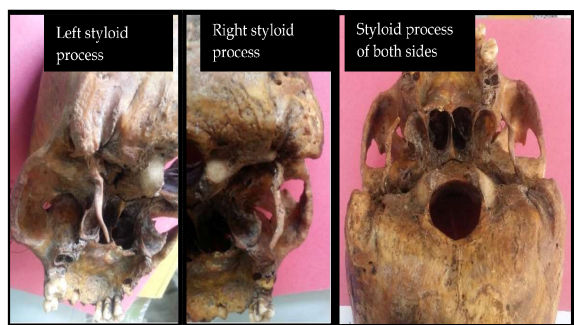 Left styloid
process
Right styloid
process
Styloid process
of both sides